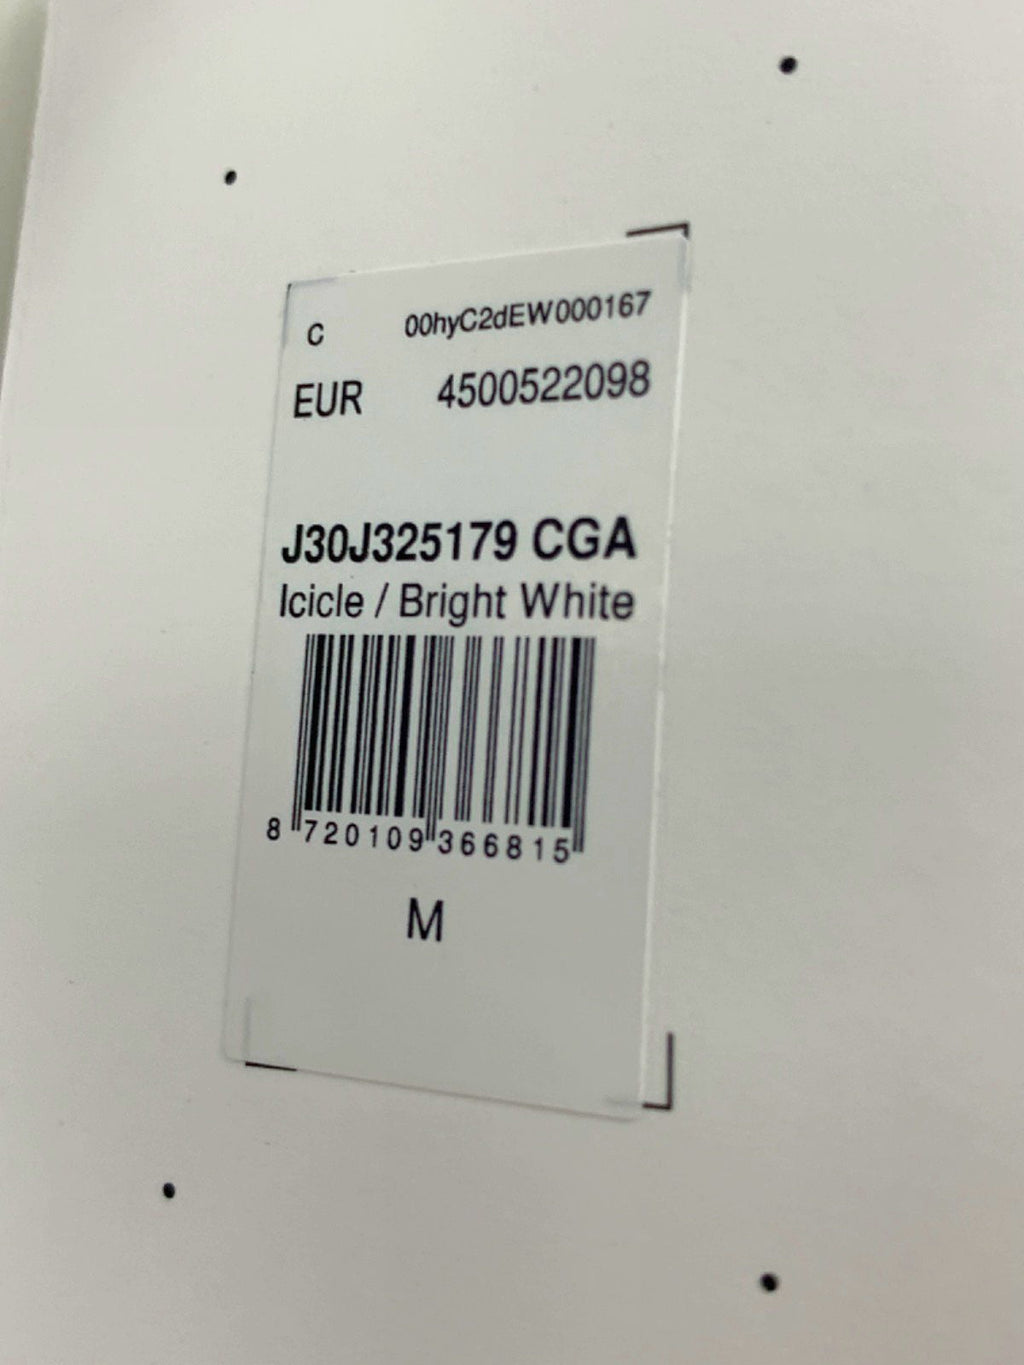 C 00hyC2dEW000167
EUR 4500522098
J30J325179 CGA
Icicle / Bright White
8 720109 366815
M